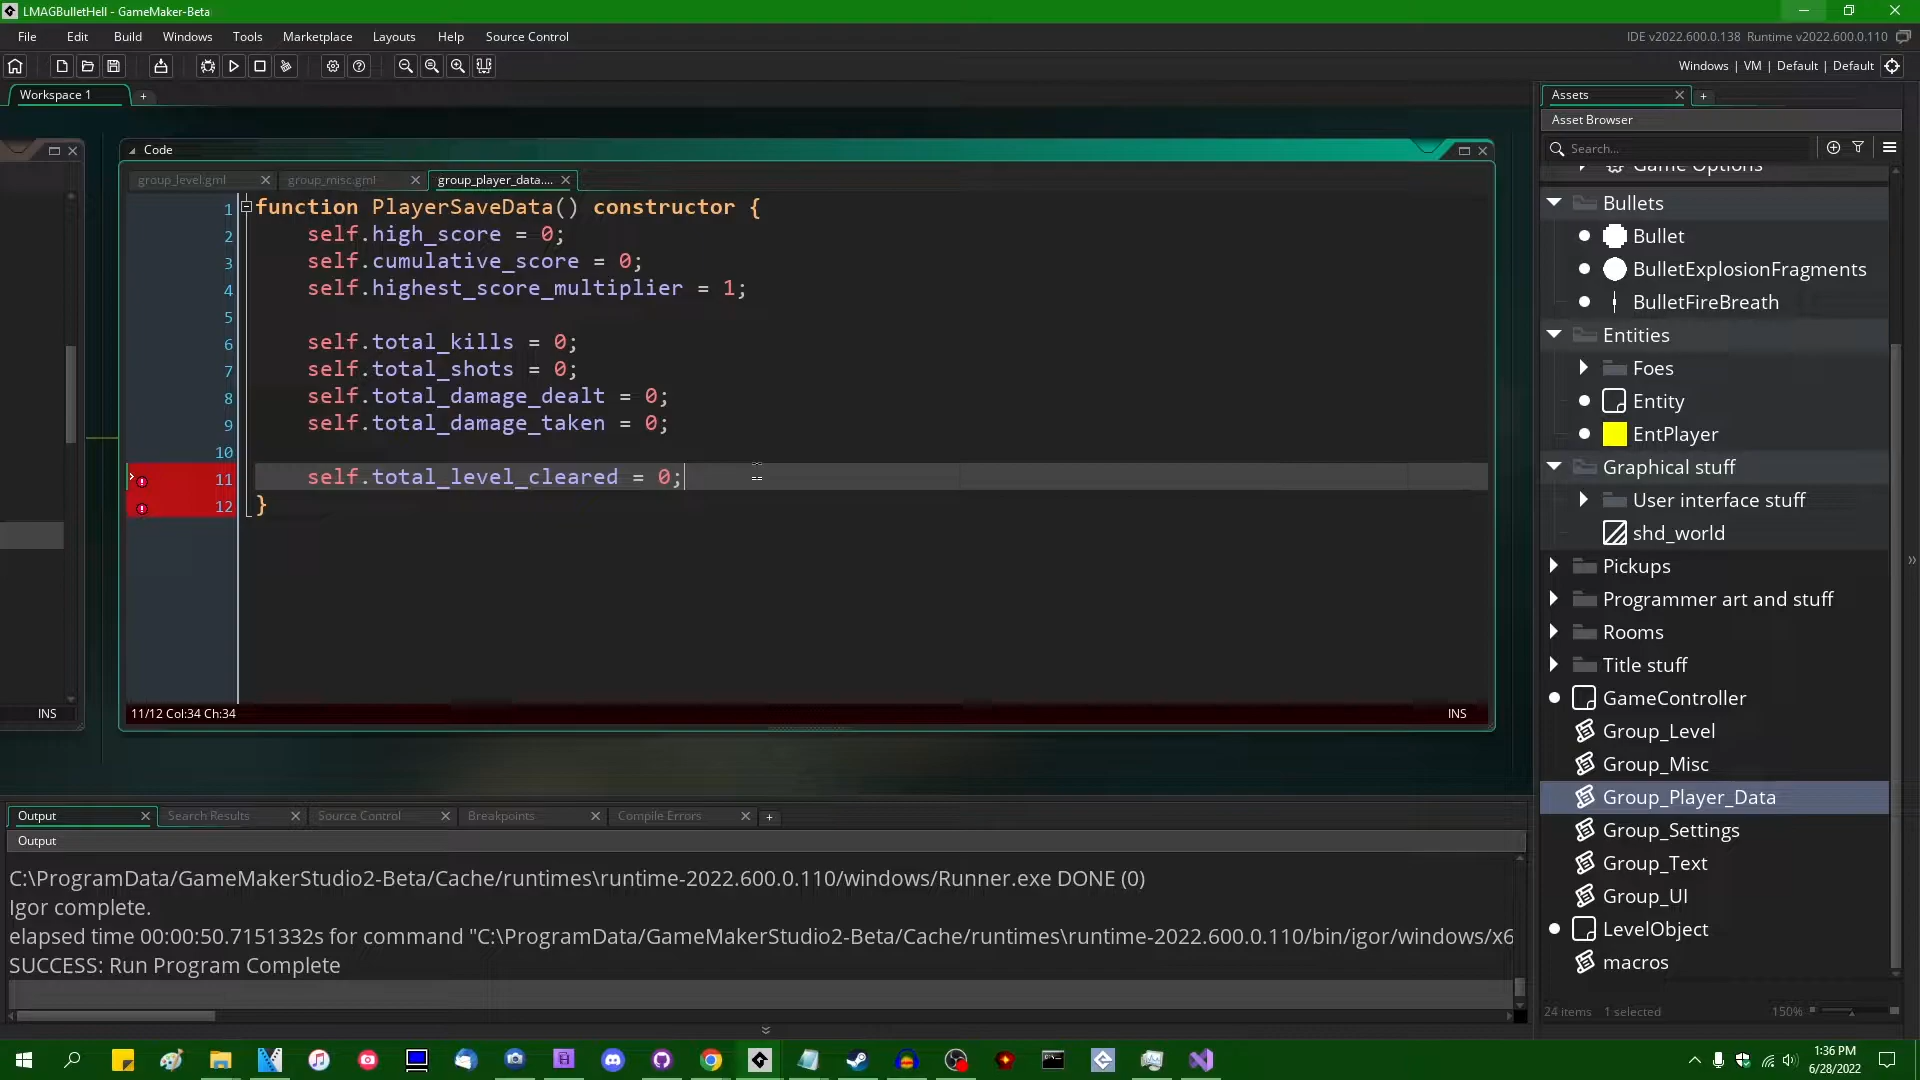 LMAGBulletHell - GameMaker-Beta
File Edit Build Windows Tools Marketplace Layouts Help Source Control
IDE v2022.600.0.138 Runtime v2022.600.0.110
Windows | VM | Default | Default
Workspace 1
Assets
Asset Browser
Search...
Code
group_level.gml group_misc.gml group_player_data....
1 function PlayerSaveData() constructor {
2 self.high_score = 0;
3 self.cumulative_score = 0;
4 self.highest_score_multiplier = 1;
5
6 self.total_kills = 0;
7 self.total_shots = 0;
8 self.total_damage_dealt = 0;
9 self.total_damage_taken = 0;
10
11 self.total_level_cleared = 0;
12 }
INS
11/12 Col:34 Ch:34
INS
Game Options
Bullets
Bullet
BulletExplosionFragments
BulletFireBreath
Entities
Foes
Entity
EntPlayer
Graphical stuff
User interface stuff
shd_world
Pickups
Programmer art and stuff
Rooms
Title stuff
GameController
Group_Level
Group_Misc
Group_Player_Data
Group_Settings
Group_Text
Group_UI
LevelObject
macros
24 items 1 selected 150%
Output Search Results Source Control Breakpoints Compile Errors
Output
C:\ProgramData/GameMakerStudio2-Beta/Cache/runtimes\runtime-2022.600.0.110/windows/Runner.exe DONE (0)
Igor complete.
elapsed time 00:00:50.7151332s for command "C:\ProgramData/GameMakerStudio2-Beta/Cache/runtimes\runtime-2022.600.0.110/bin/igor/windows/x6
SUCCESS: Run Program Complete
1:36 PM
6/28/2022